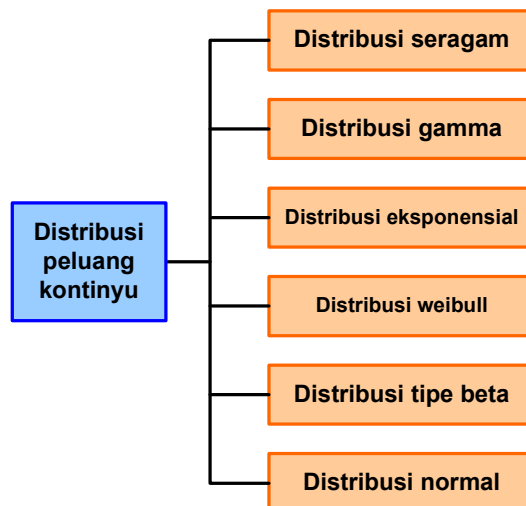 Distribusi seragam
Distribusi gamma
Distribusi eksponensial
Distribusi
peluang
kontinyu
Distribusi weibull
Distribusi tipe beta
Distribusi normal